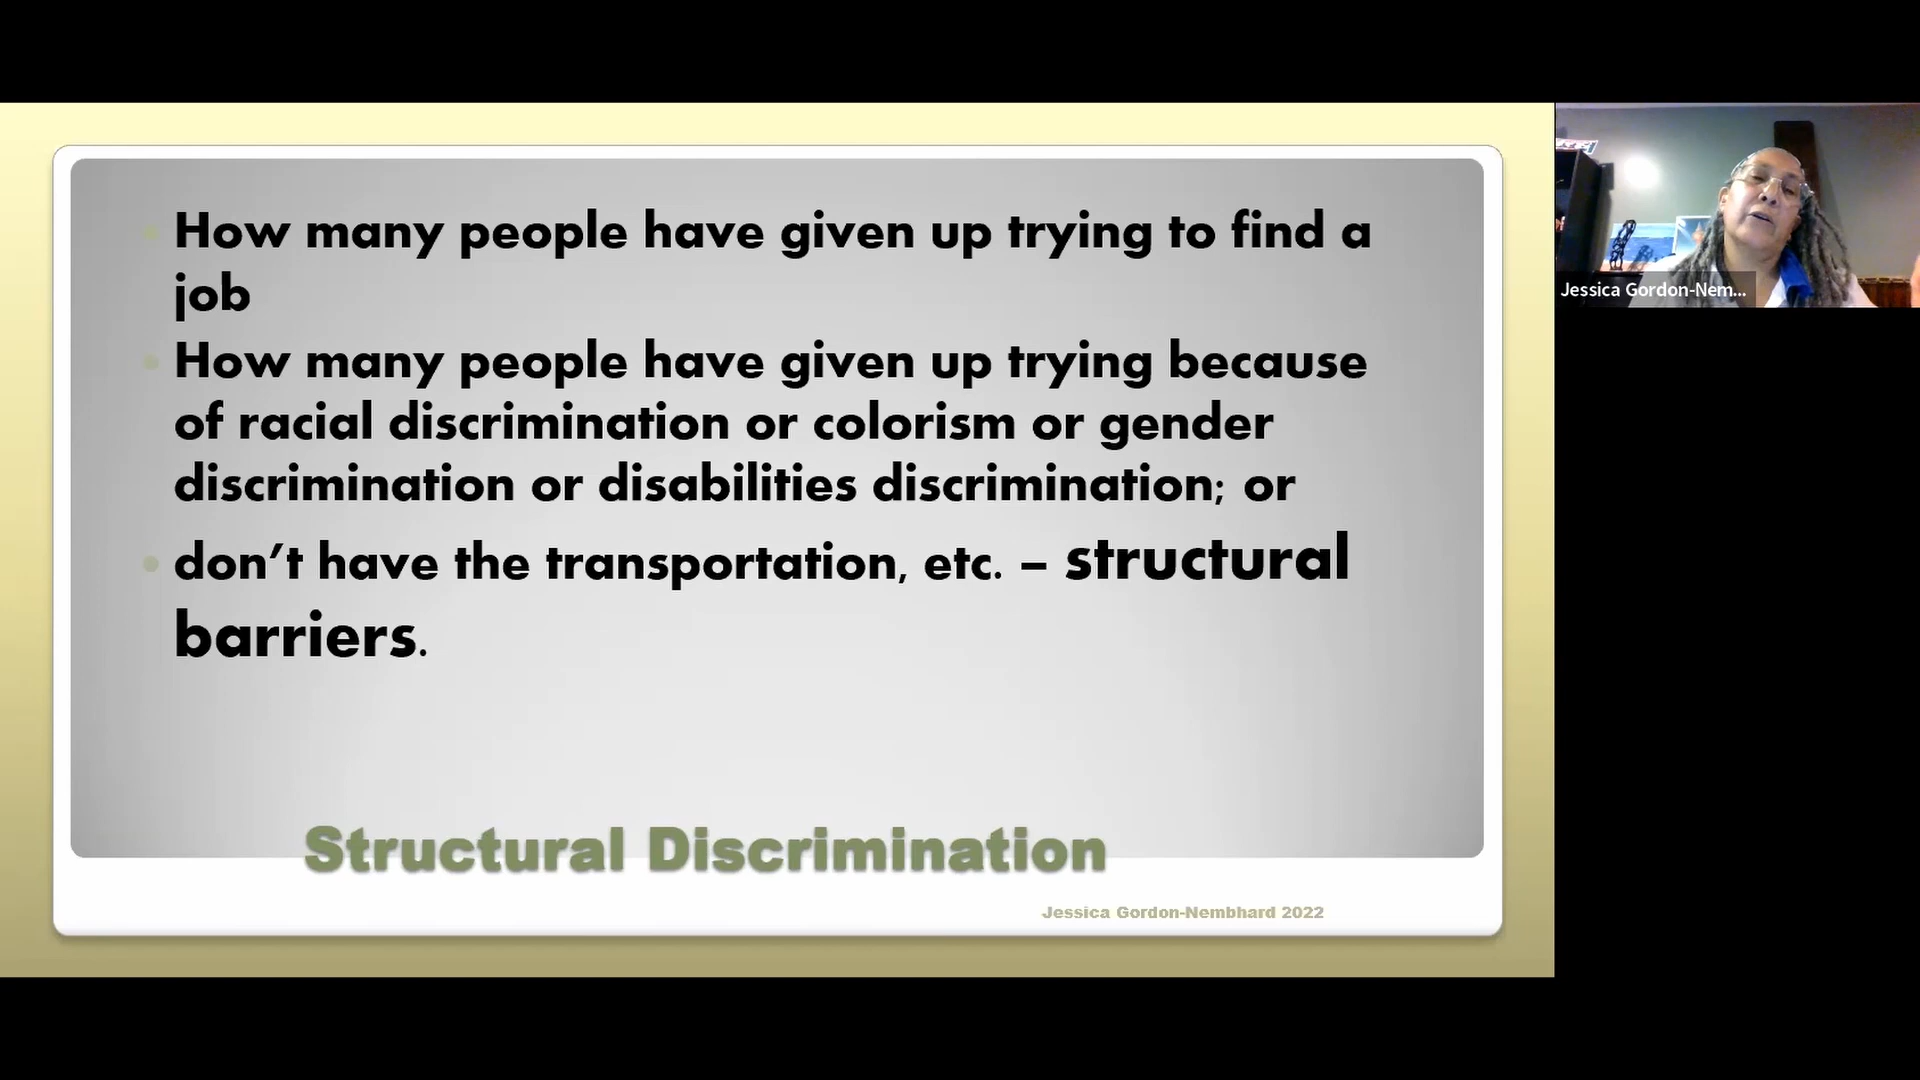 How many people have given up trying to find a
job
How many people have given up trying because
of racial discrimination or colorism or gender
discrimination or disabilities discrimination; or
don’t have the transportation, etc. – structural
barriers.
Structural Discrimination
Jessica Gordon-Nembhard 2022
Jessica Gordon-Nem...